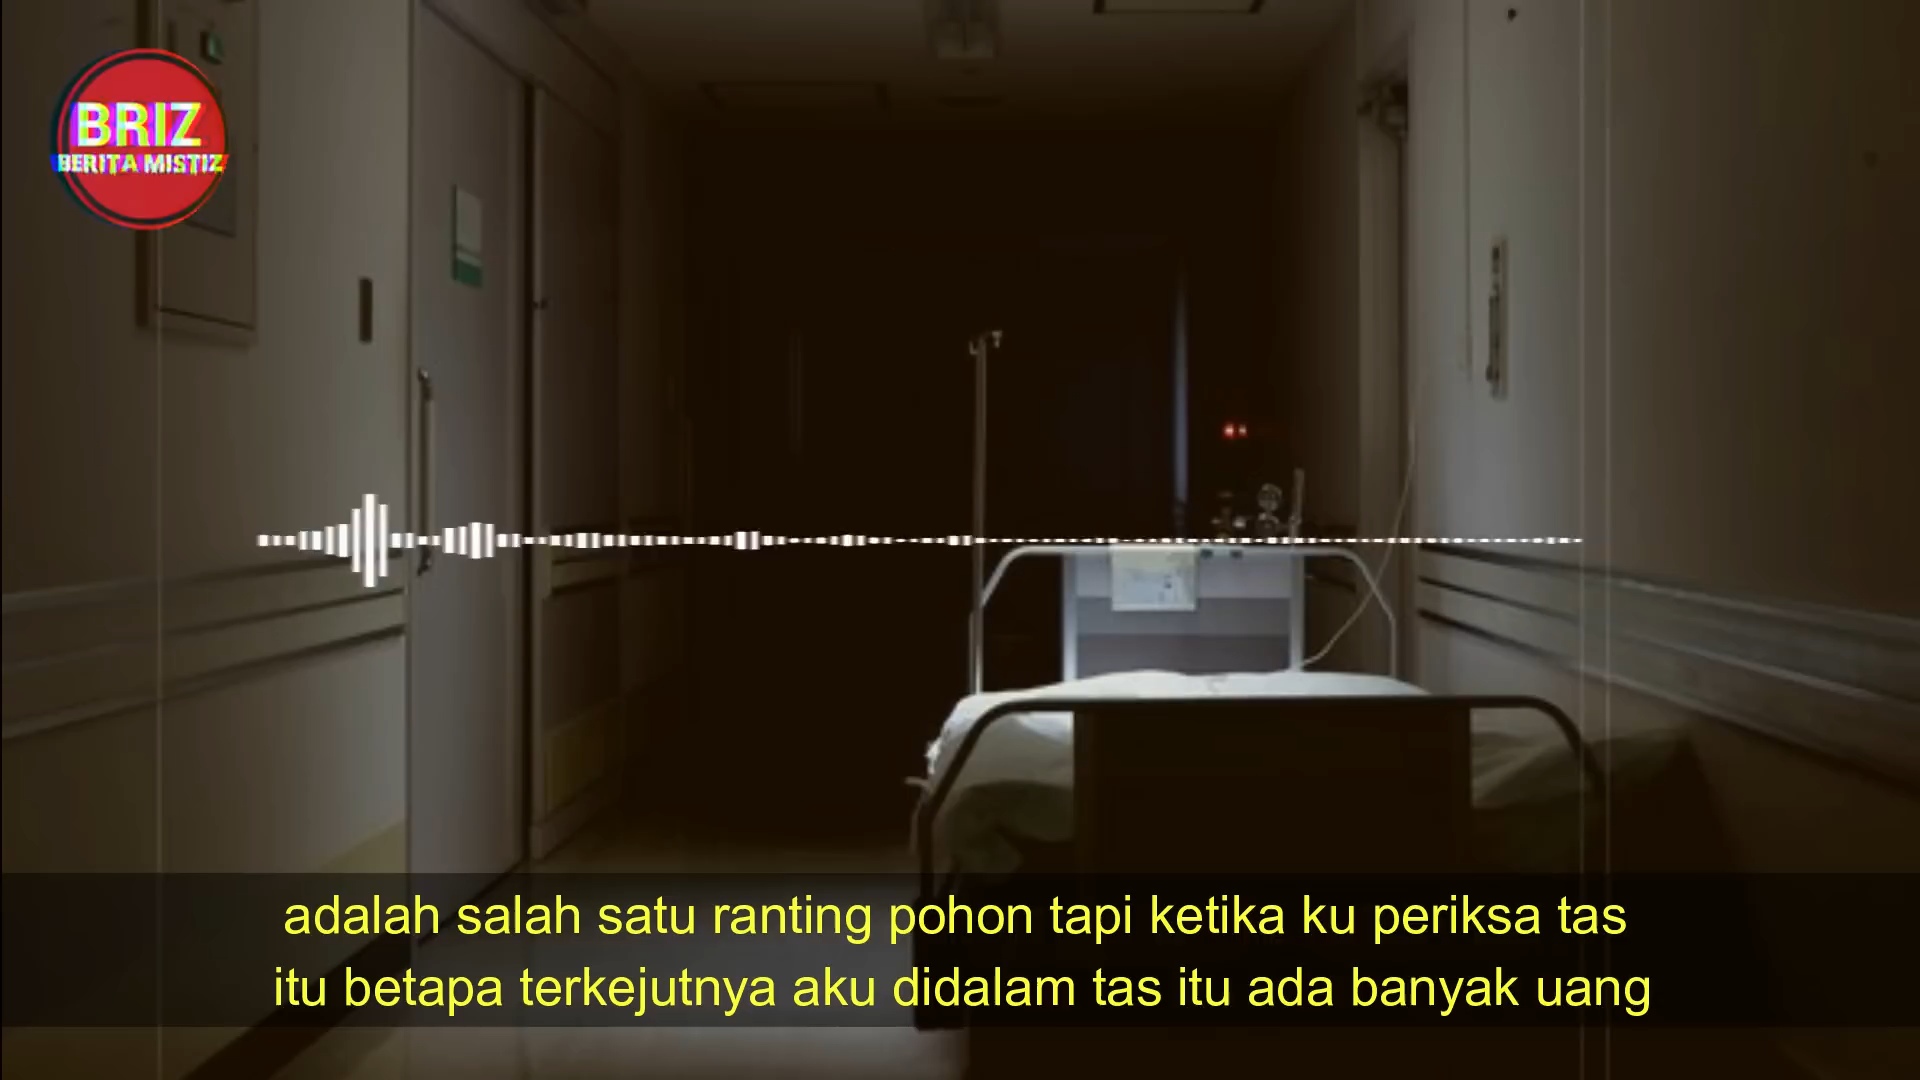 BRIZ
BERITA MISTIZ
adalah salah satu ranting pohon tapi ketika ku periksa tas
itu betapa terkejutnya aku didalam tas itu ada banyak uang